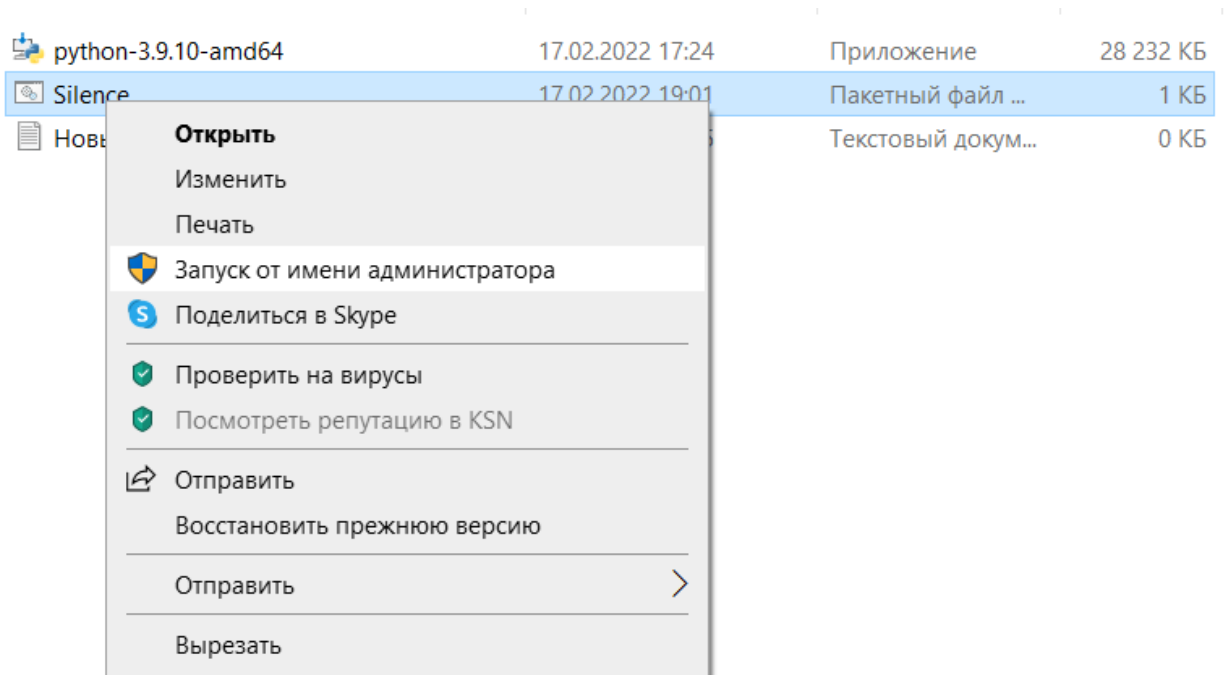 python-3.9.10-amd64 17.02.2022 17:24 Приложение 28 232 КБ
Silence 17.02.2022 19:01 Пакетный файл ... 1 КБ
Текстовый докум... 0 КБ
Открыть
Изменить
Печать
Запуск от имени администратора
Поделиться в Skype
Проверить на вирусы
Посмотреть репутацию в KSN
Отправить
Восстановить прежнюю версию
Отправить
Вырезать